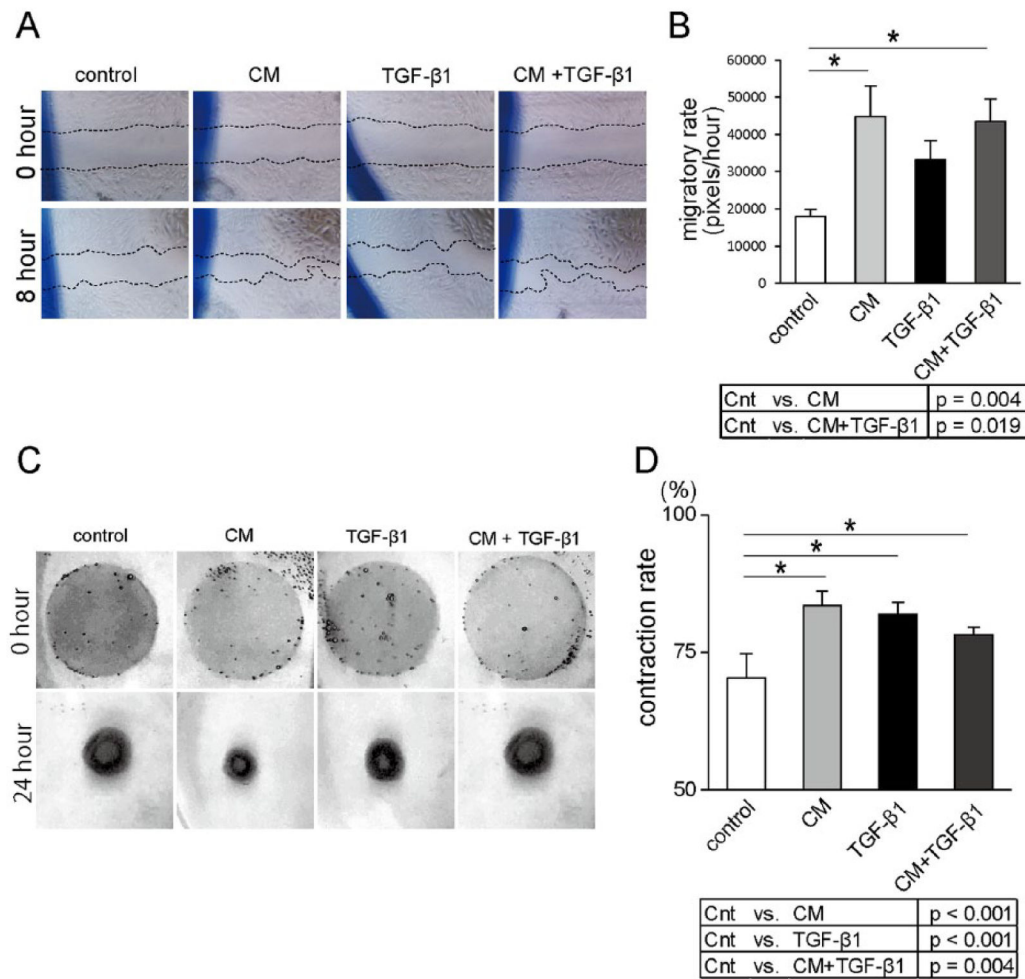 A
control CM TGF-β1 CM +TGF-β1
0 hour
8 hour
B
* *
migratory rate
(pixels/hour)
60000
50000
40000
30000
20000
10000
0
control CM TGF-β1 CM+TGF-β1
Cnt vs. CM p = 0.004
Cnt vs. CM+TGF-β1 p = 0.019
C
control CM TGF-β1 CM + TGF-β1
0 hour
24 hour
D
(%)
contraction rate
100
75
50
*
*
*
control CM TGF-β1 CM+TGF-β1
Cnt vs. CM p < 0.001
Cnt vs. TGF-β1 p < 0.001
Cnt vs. CM+TGF-β1 p = 0.004